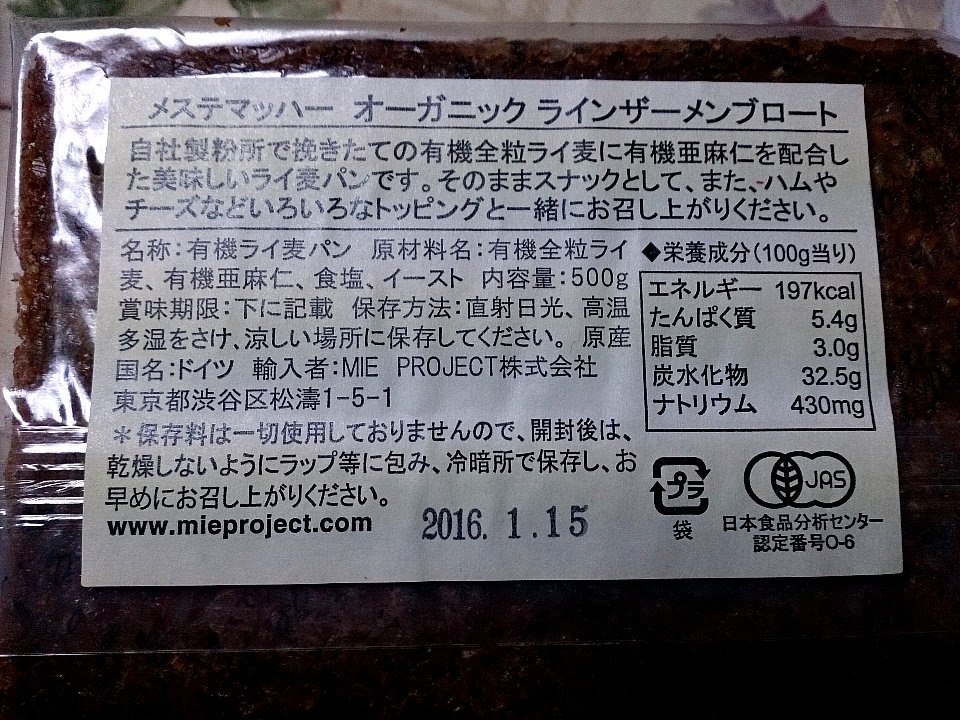 メステマッハー オーガニック ラインザーメンブロート
自社製粉所で挽きたての有機全粒ライ麦に有機亜麻仁を配合し
た美味しいライ麦パンです。そのままスナックとして、また、ハムや
チーズなどいろいろなトッピングと一緒にお召し上がりください。
名称:有機ライ麦パン 原材料名:有機全粒ライ
麦、有機亜麻仁、食塩、イースト 内容量:500g
賞味期限:下に記載 保存方法:直射日光、高温
多湿をさけ、涼しい場所に保存してください。 原産
国名:ドイツ 輸入者:MIE PROJECT株式会社
東京都渋谷区松濤1-5-1
*保存料は一切使用しておりませんので、開封後は、
乾燥しないようにラップ等に包み、冷暗所で保存し、お
早めにお召し上がりください。
www.mieproject.com
2016. 1.15
◆栄養成分(100g当り)
エネルギー 197kcal
たんぱく質 5.4g
脂質 3.0g
炭水化物 32.5g
ナトリウム 430mg
プラ
袋
JAS
日本食品分析センター
認定番号O-6